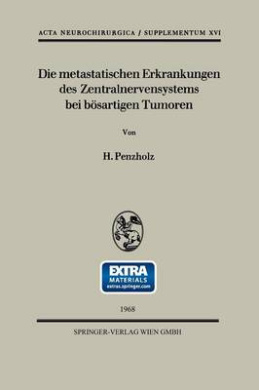 ACTA NEUROCHIRURGICA / SUPPLEMENTUM XVI
Die metastatischen Erkrankungen
des Zentralnervensystems
bei bösartigen Tumoren
Von
H. Penzholz
EXTRA
MATERIALS
extras.springer.com
1968
SPRINGER-VERLAG WIEN GMBH